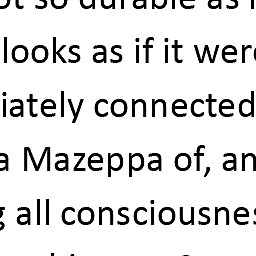 ot so durable as
looks as if it were
iately connected
a Mazeppa of, an
g all consciousnes